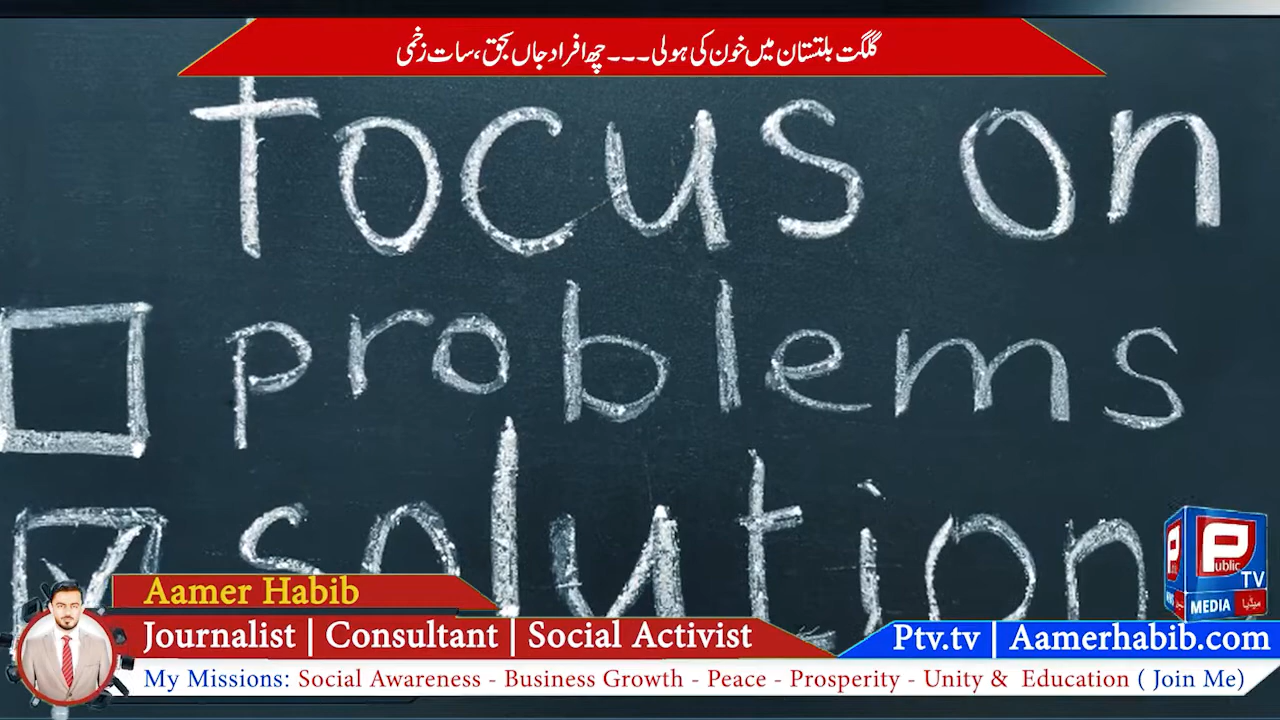 گلگت بلتستان میں خون کی ہولی ۔۔۔ چھ افراد جاں بحق، سات زخمی
focus on
problems
solution
Public
TV
MEDIA میڈیا
Aamer Habib
Journalist | Consultant | Social Activist
Ptv.tv | Aamerhabib.com
My Missions: Social Awareness - Business Growth - Peace - Prosperity - Unity & Education ( Join Me)